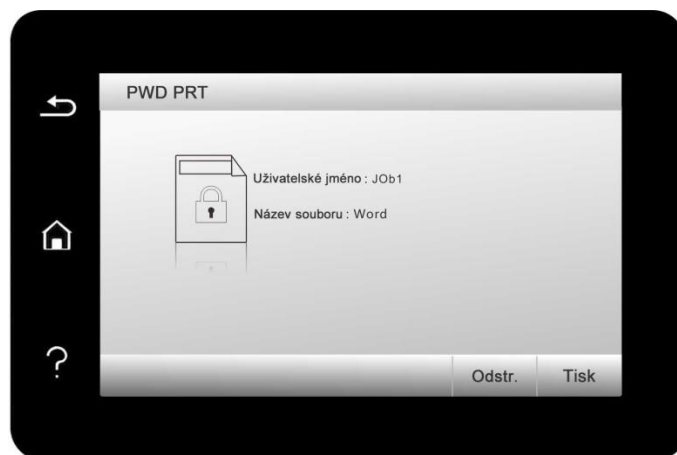 PWD PRT
Uživatelské jméno : JOb1
Název souboru : Word
?
Odstr. Tisk